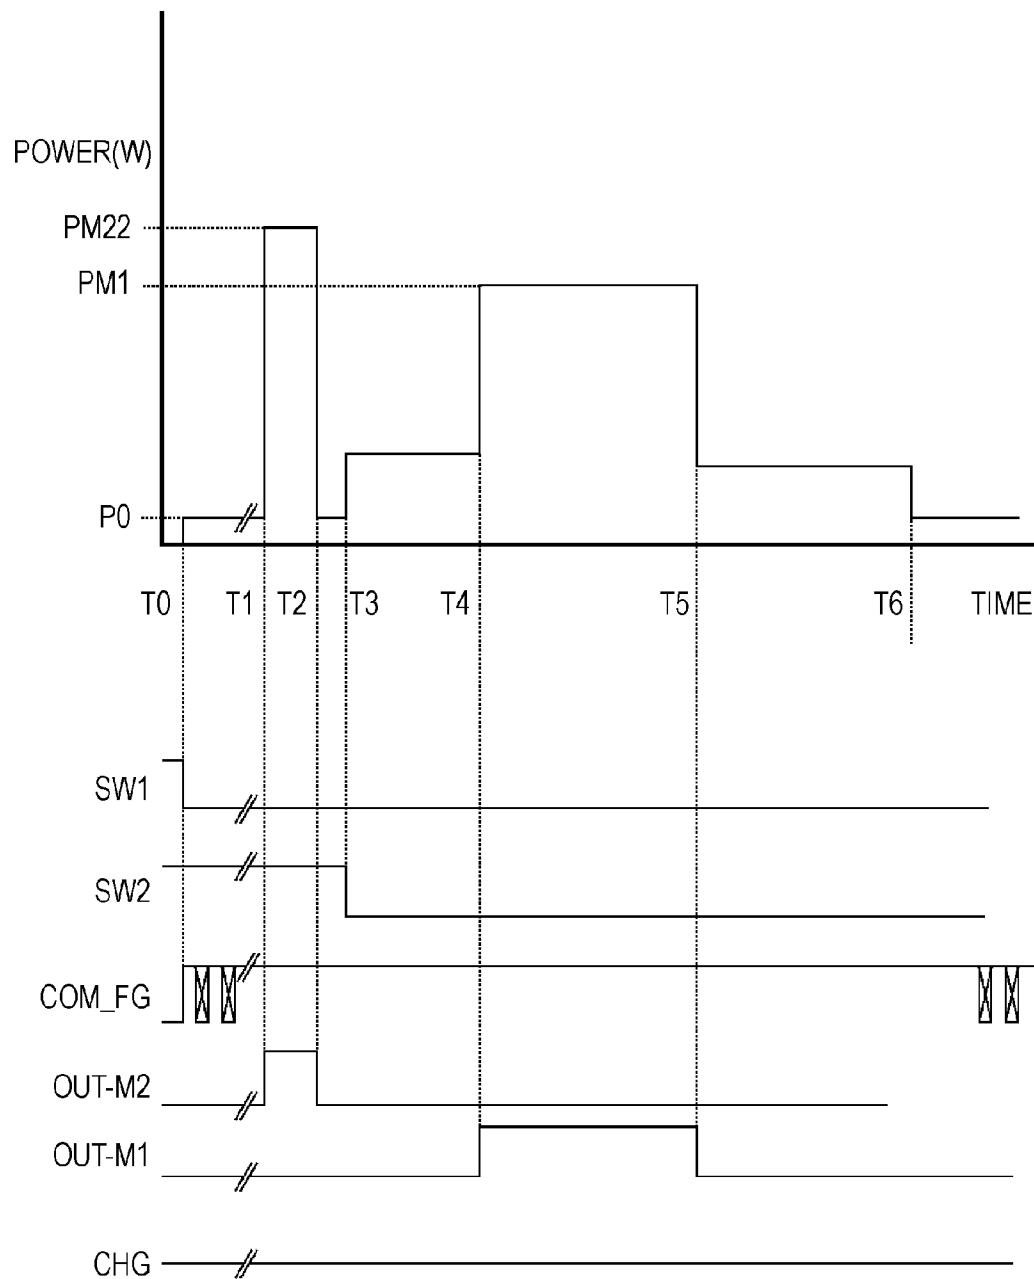 POWER(W)
PM22
PM1
P0
T0 T1 T2 T3 T4 T5 T6 TIME
SW1
SW2
COM_FG
OUT-M2
OUT-M1
CHG